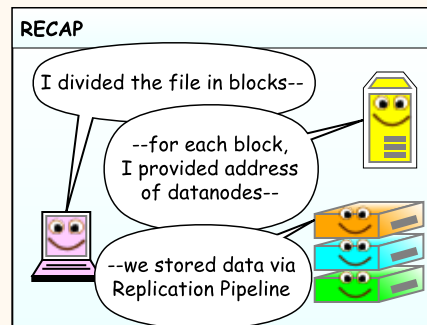 RECAP
I divided the file in blocks--
--for each block,
I provided address
of datanodes--
--we stored data via
Replication Pipeline